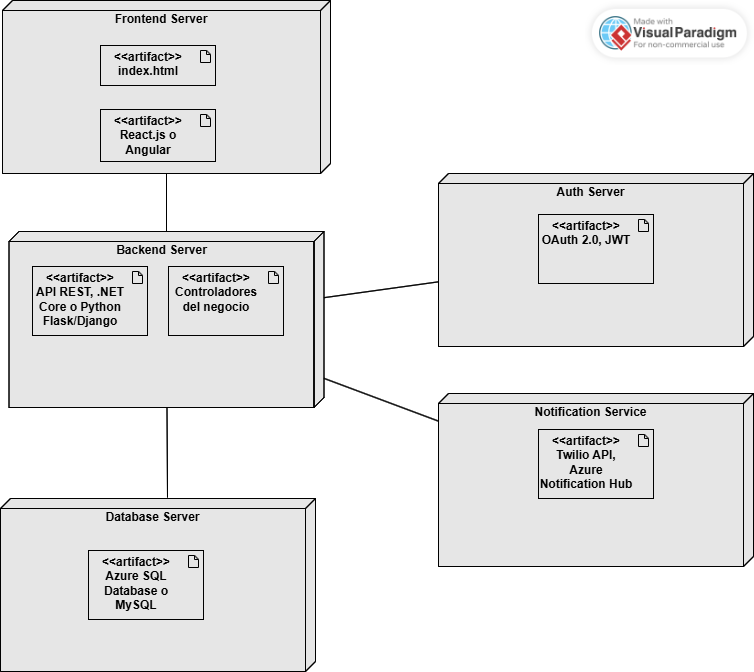 Frontend Server
<<artifact>>
index.html
<<artifact>>
React.js o
Angular
Made with
Visual Paradigm
For non-commercial use
Backend Server
<<artifact>>
API REST, .NET
Core o Python
Flask/Django
<<artifact>>
Controladores
del negocio
Auth Server
<<artifact>>
OAuth 2.0, JWT
Notification Service
<<artifact>>
Twilio API,
Azure
Notification Hub
Database Server
<<artifact>>
Azure SQL
Database o
MySQL